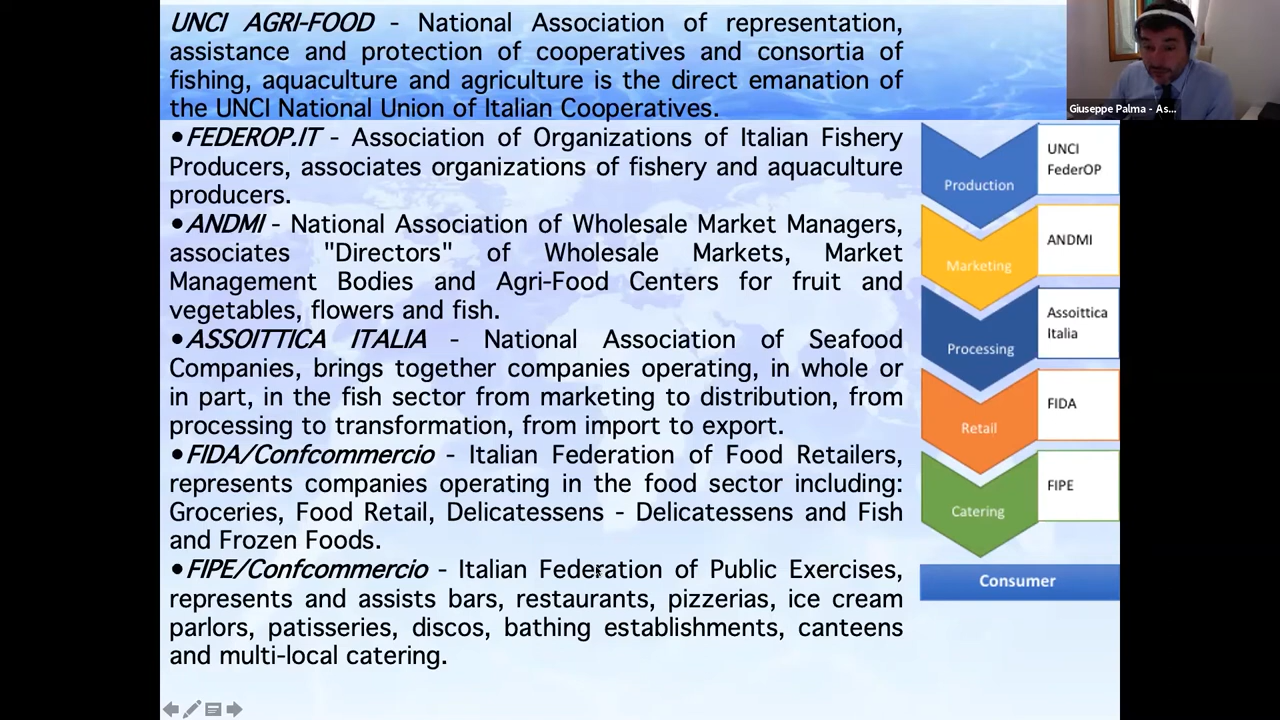 UNCI AGRI-FOOD - National Association of representation,
assistance and protection of cooperatives and consortia of
fishing, aquaculture and agriculture is the direct emanation of
the UNCI National Union of Italian Cooperatives.
•FEDEROP.IT - Association of Organizations of Italian Fishery
Producers, associates organizations of fishery and aquaculture
producers.
•ANDMI - National Association of Wholesale Market Managers,
associates "Directors" of Wholesale Markets, Market
Management Bodies and Agri-Food Centers for fruit and
vegetables, flowers and fish.
•ASSOITTICA ITALIA - National Association of Seafood
Companies, brings together companies operating, in whole or
in part, in the fish sector from marketing to distribution, from
processing to transformation, from import to export.
•FIDA/Confcommercio - Italian Federation of Food Retailers,
represents companies operating in the food sector including:
Groceries, Food Retail, Delicatessens - Delicatessens and Fish
and Frozen Foods.
•FIPE/Confcommercio - Italian Federation of Public Exercises,
represents and assists bars, restaurants, pizzerias, ice cream
parlors, patisseries, discos, bathing establishments, canteens
and multi-local catering.
Giuseppe Palma - As...
Production
UNCI
FederOP
Marketing
ANDMI
Processing
Assoittica
Italia
Retail
FIDA
Catering
FIPE
Consumer